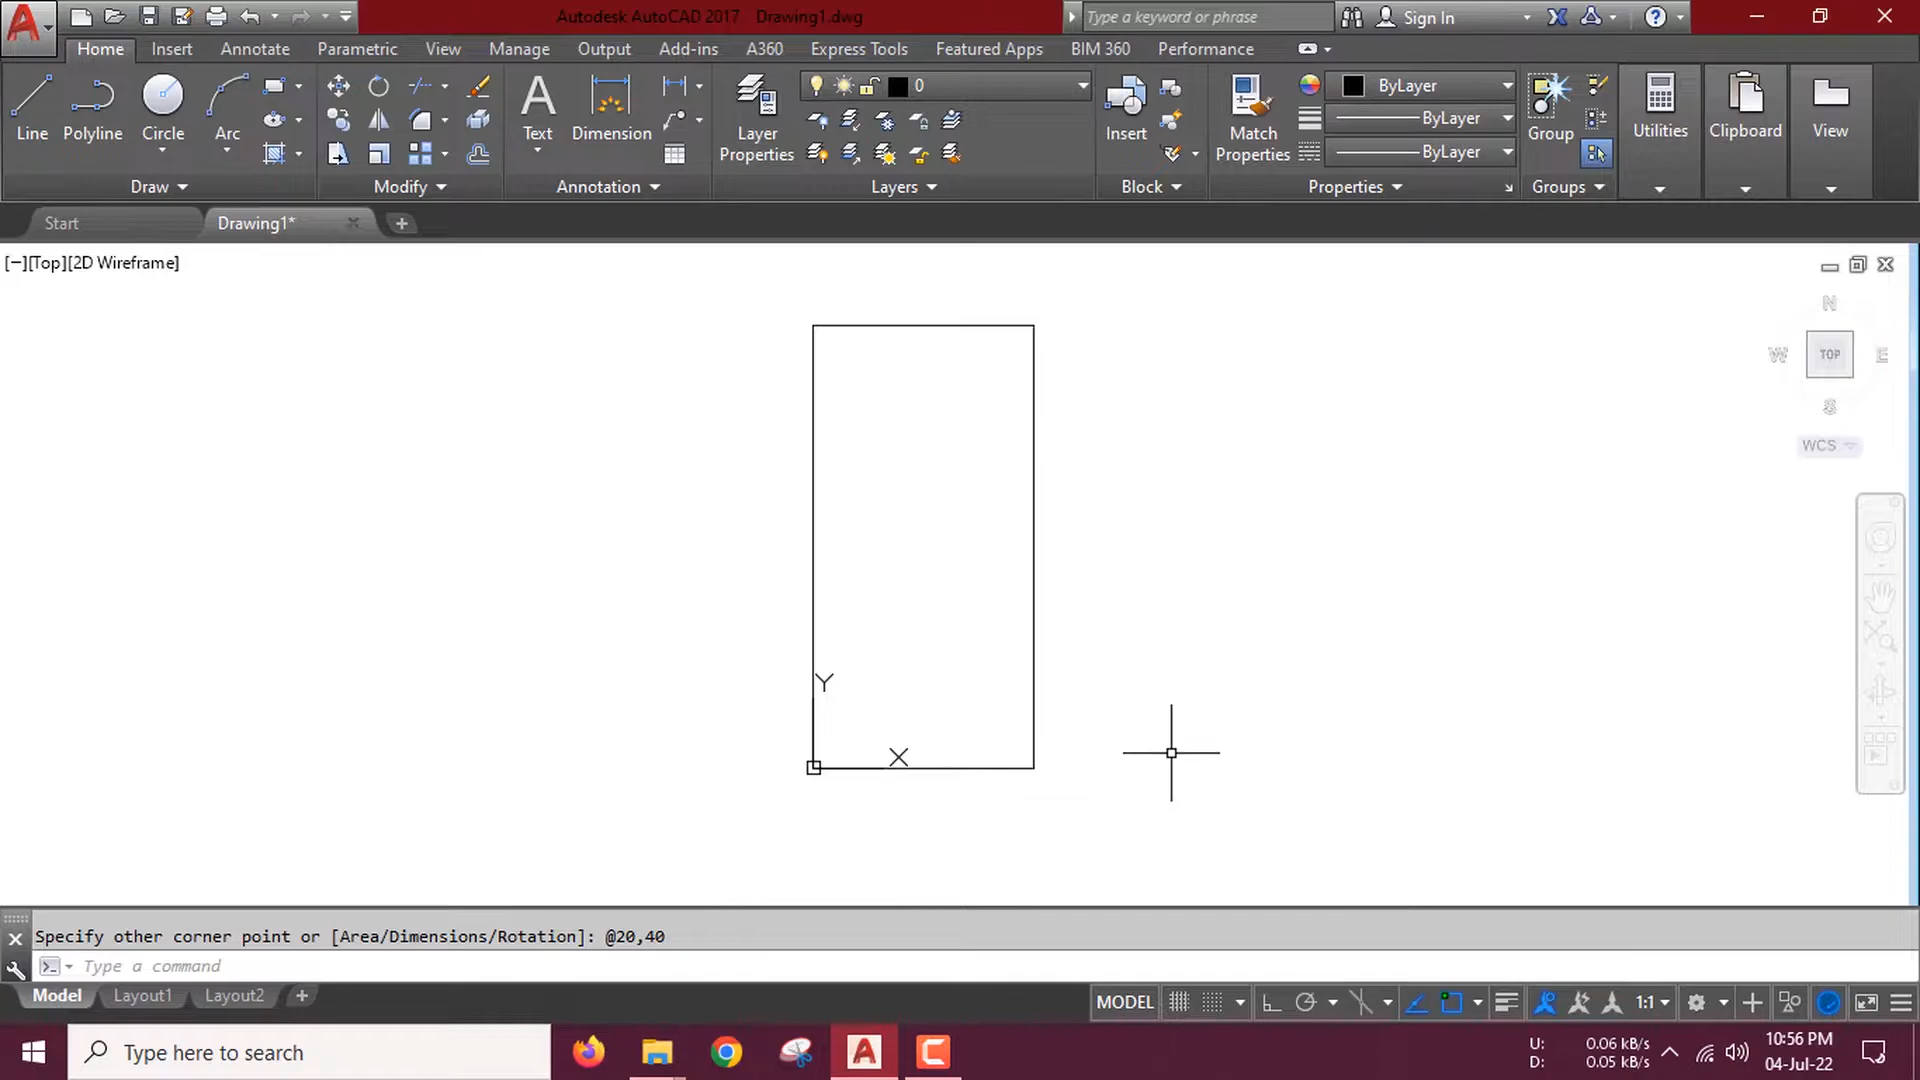 Autodesk AutoCAD 2017 Drawing1.dwg
Type a keyword or phrase
Sign In
Home Insert Annotate Parametric View Manage Output Add-ins A360 Express Tools Featured Apps BIM 360 Performance
Line Polyline Circle Arc
Text Dimension
Layer Properties
0
Insert
Match Properties
ByLayer
ByLayer
ByLayer
Group
Utilities
Clipboard
View
Draw Modify Annotation Layers Block Properties Groups
Start Drawing1*
[−][Top][2D Wireframe]
N
W TOP E
S
WCS
Y
X
Specify other corner point or [Area/Dimensions/Rotation]: @20,40
Type a command
Model Layout1 Layout2
MODEL 1:1
Type here to search
U: 0.06 kB/s
D: 0.05 kB/s
10:56 PM
04-Jul-22